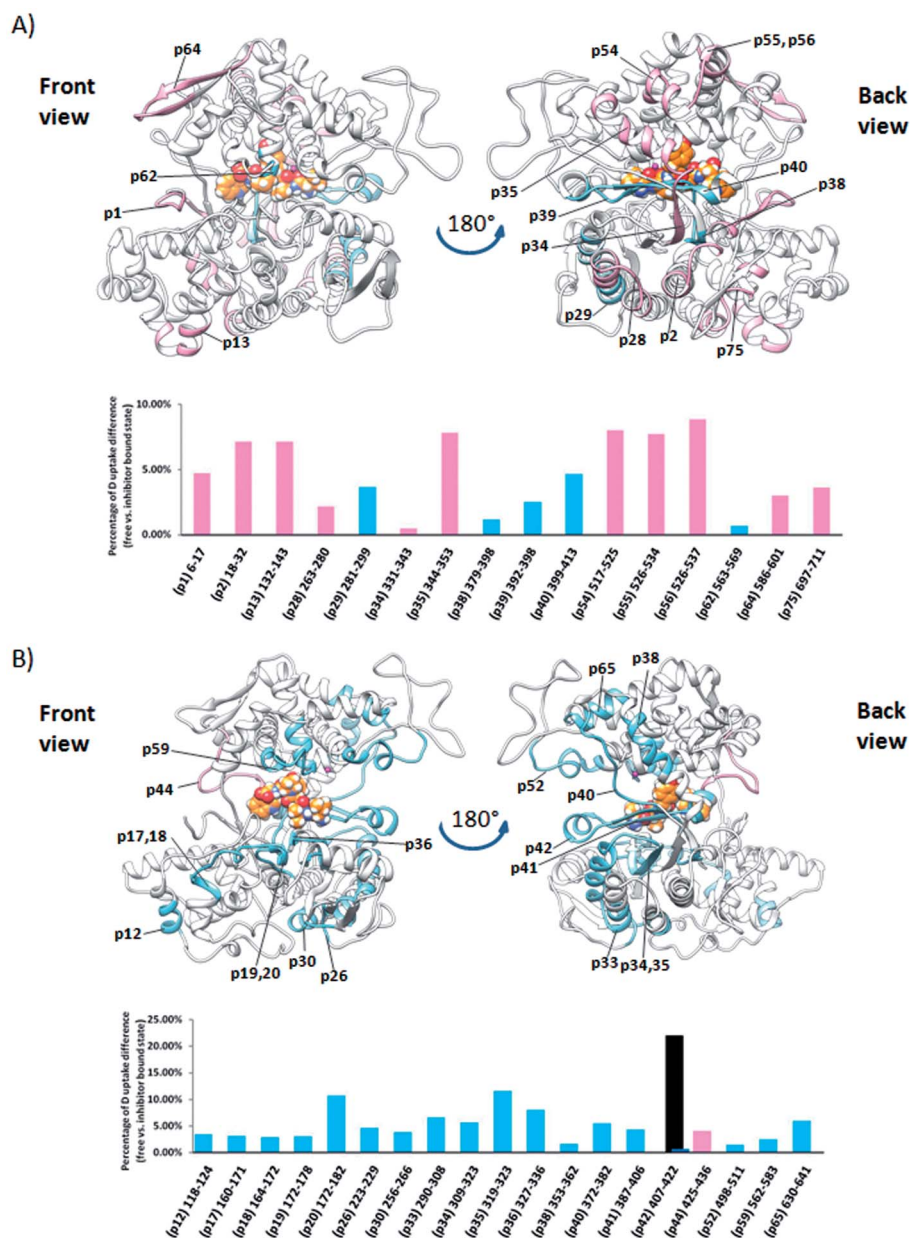 A)
p64
p54
p55, p56
Front
view
Back
view
p62
p35
p40
p1
p39
p38
180°
p34
p13
p29
p28
p2
p75
Percentage of D uptake difference
(free vs. inhibitor bound state)
10.00%
5.00%
0.00%
(p1) 6-17
(p2) 18-32
(p13) 132-143
(p28) 263-280
(p29) 281-299
(p34) 331-343
(p35) 344-353
(p38) 379-398
(p39) 392-398
(p40) 399-413
(p54) 517-525
(p55) 526-534
(p56) 526-537
(p62) 563-569
(p64) 586-601
(p75) 697-711
B)
p65
p38
Front
view
Back
view
p59
p44
p52
p40
180°
p17,18
p36
p42
p41
p12
p19,20
p30
p26
p33
p34,35
Percentage of D uptake difference
(free vs. inhibitor bound state)
25.00%
20.00%
15.00%
10.00%
5.00%
0.00%
(p12) 118-124
(p17) 160-171
(p18) 164-172
(p19) 172-178
(p20) 172-182
(p26) 223-229
(p30) 256-266
(p33) 290-308
(p34) 309-323
(p35) 319-323
(p36) 327-336
(p38) 353-362
(p40) 372-382
(p41) 387-406
(p42) 407-422
(p44) 425-436
(p52) 498-511
(p59) 562-583
(p65) 630-641